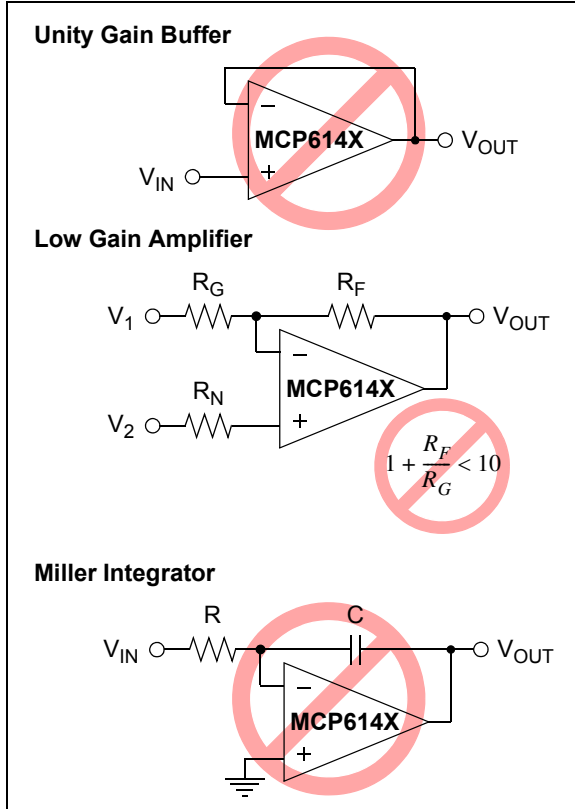 Unity Gain Buffer
−
MCP614X
V_OUT
V_IN
+
Low Gain Amplifier
R_G
R_F
V_1
V_OUT
−
MCP614X
R_N
V_2
+
1 + R_F/R_G < 10
Miller Integrator
R
C
V_IN
V_OUT
−
MCP614X
+